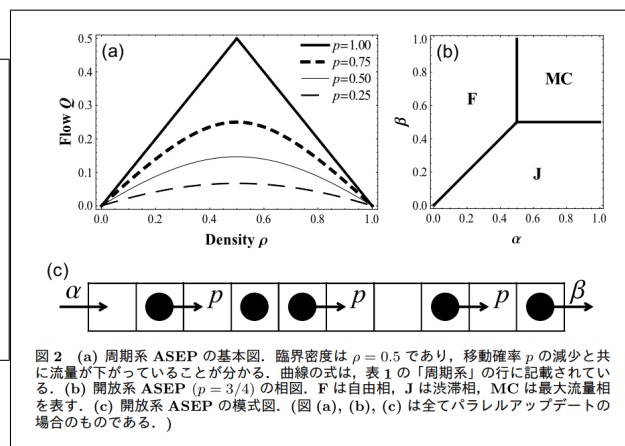 (a)
p=1.00
p=0.75
p=0.50
p=0.25
Flow Q
0.5
0.4
0.3
0.2
0.1
0.0
0.0 0.2 0.4 0.6 0.8 1.0
Density ρ
(b)
F
MC
J
β
1.0
0.8
0.6
0.4
0.2
0.0
0.0 0.2 0.4 0.6 0.8 1.0
α
(c)
α p p p β
図 2 (a) 周期系 ASEP の基本図．臨界密度は ρ = 0.5 であり，移動確率 p の減少と共
に流量が下がっていることが分かる．曲線の式は，表 1 の「周期系」の行に記載されてい
る．(b) 開放系 ASEP (p = 3/4) の相図．F は自由相，J は渋滞相，MC は最大流量相
を表す．(c) 開放系 ASEP の模式図．(図 (a), (b), (c) は全てパラレルアップデートの
場合のものである．)